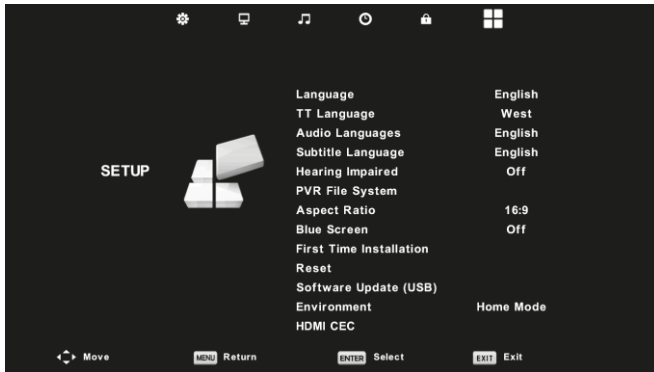 SETUP
Language English
TT Language West
Audio Languages English
Subtitle Language English
Hearing Impaired Off
PVR File System
Aspect Ratio 16:9
Blue Screen Off
First Time Installation
Reset
Software Update (USB)
Environment Home Mode
HDMI CEC
Move MENU Return ENTER Select EXIT Exit